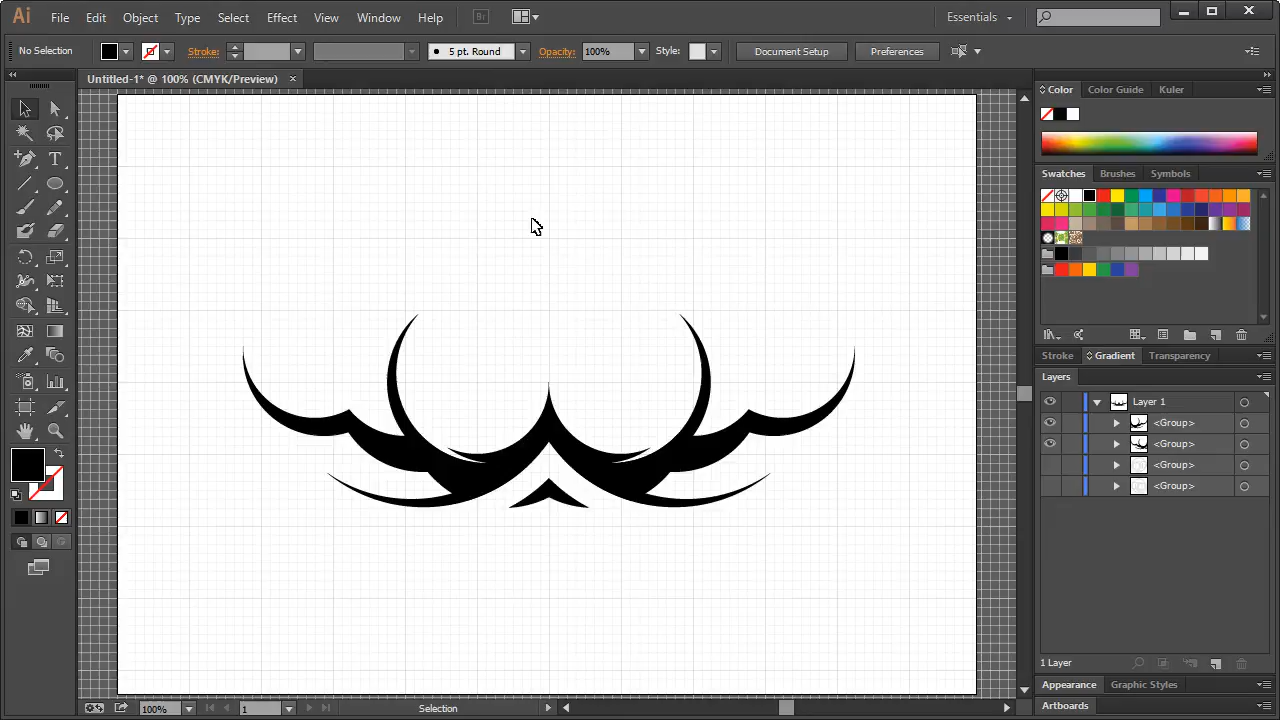 Ai File Edit Object Type Select Effect View Window Help Br Essentials
No Selection Stroke: 5 pt. Round Opacity: 100% Style: Document Setup Preferences
Untitled-1* @ 100% (CMYK/Preview)
Color Color Guide Kuler
Swatches Brushes Symbols
Stroke Gradient Transparency
Layers
Layer 1
<Group>
<Group>
<Group>
<Group>
1 Layer
Appearance Graphic Styles
Artboards
100% 1 Selection